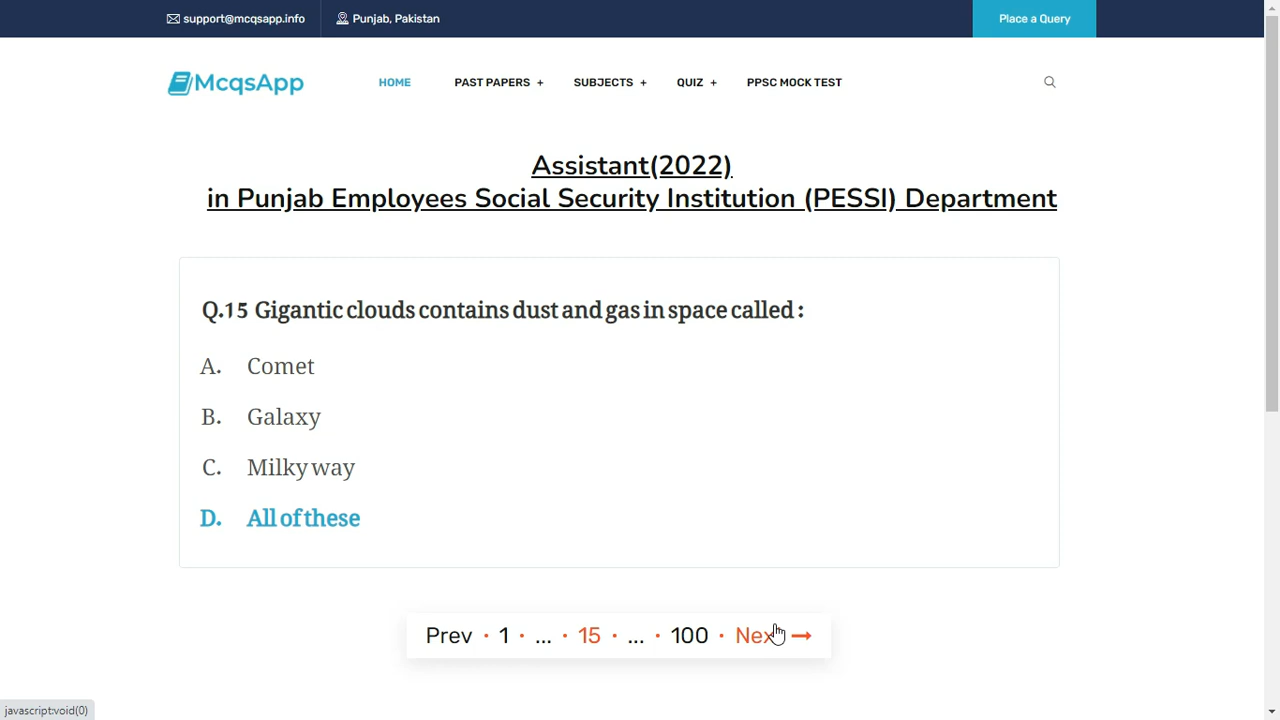 support@mcqsapp.info Punjab, Pakistan Place a Query
McqsApp HOME PAST PAPERS + SUBJECTS + QUIZ + PPSC MOCK TEST
Assistant(2022)
in Punjab Employees Social Security Institution (PESSI) Department
Q.15 Gigantic clouds contains dust and gas in space called :
A. Comet
B. Galaxy
C. Milky way
D. All of these
Prev · 1 · ... · 15 · ... · 100 · Nex
javascript:void(0)